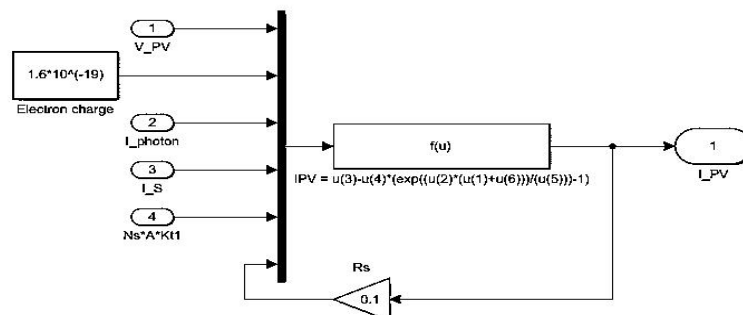 1
V_PV
1.6*10^(-19)
Electron charge
2
I_photon
3
I_S
4
Ns*A*Kt1
f(u)
IPV = u(3)-u(4)*(exp((u(2)*(u(1)+u(6)))/(u(5)))-1)
1
I_PV
Rs
0.1